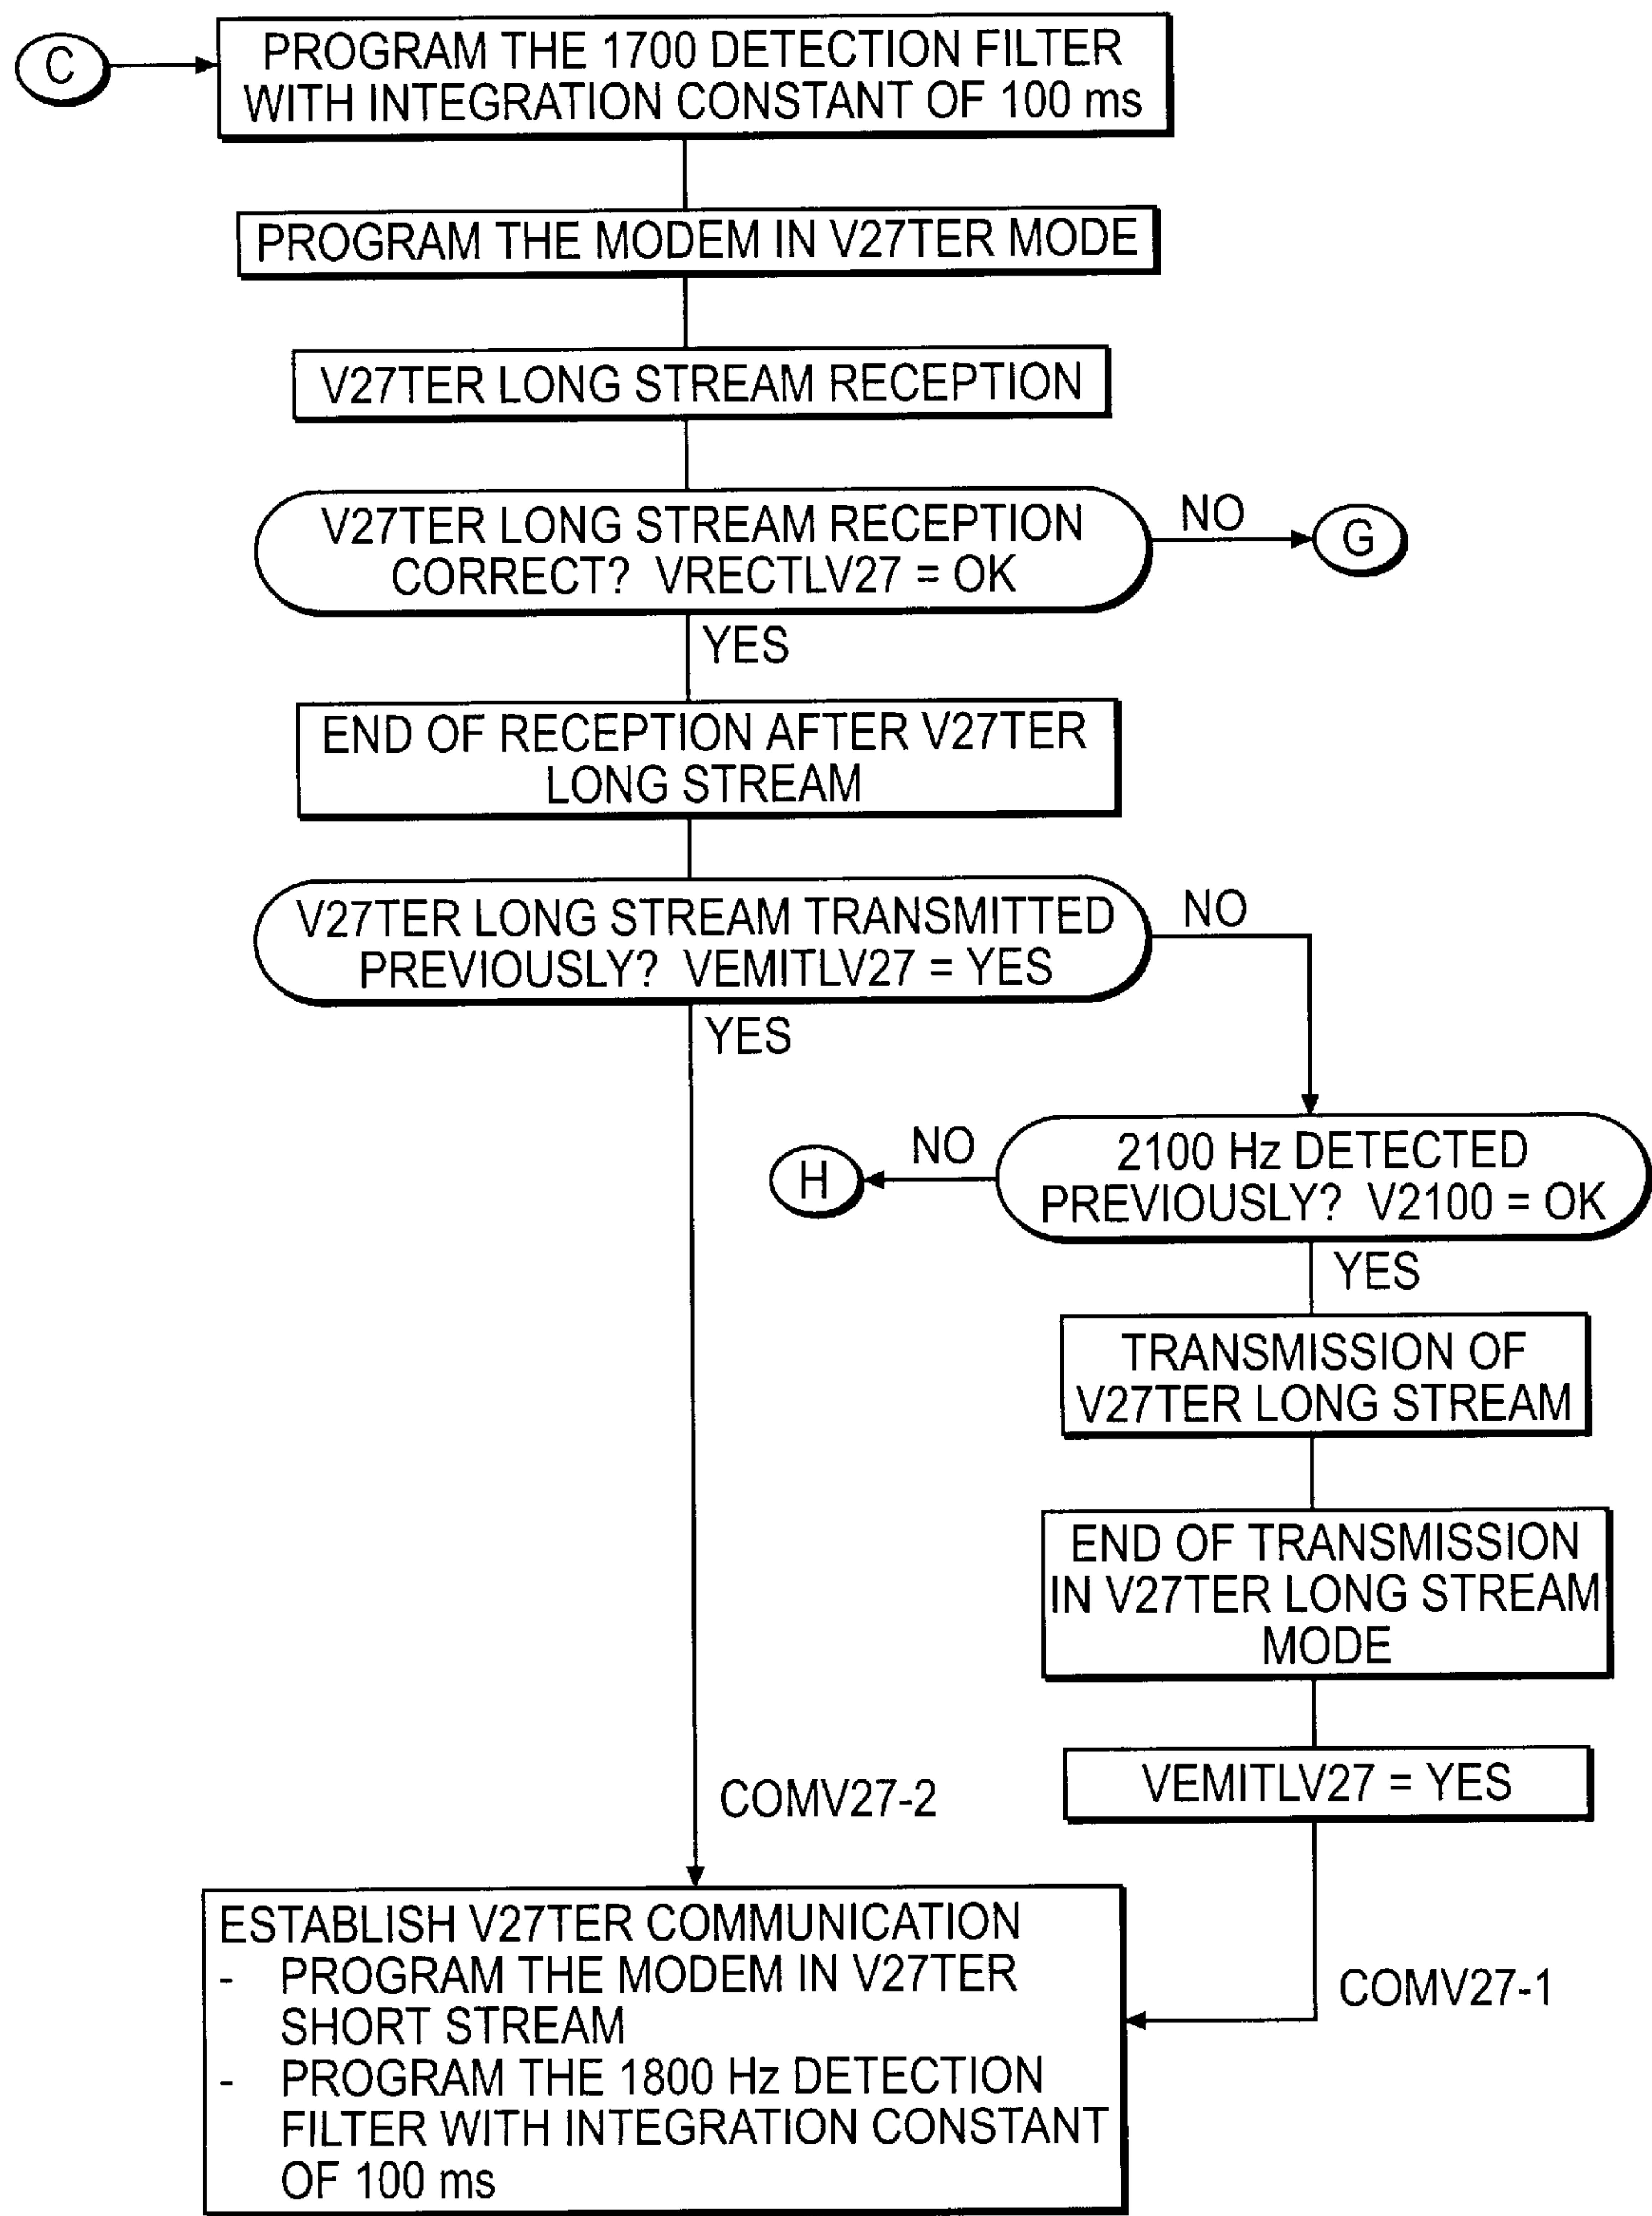 C
PROGRAM THE 1700 DETECTION FILTER
WITH INTEGRATION CONSTANT OF 100 ms
PROGRAM THE MODEM IN V27TER MODE
V27TER LONG STREAM RECEPTION
V27TER LONG STREAM RECEPTION
CORRECT? VRECTLV27 = OK
NO
G
YES
END OF RECEPTION AFTER V27TER
LONG STREAM
V27TER LONG STREAM TRANSMITTED
PREVIOUSLY? VEMITLV27 = YES
NO
YES
2100 Hz DETECTED
PREVIOUSLY? V2100 = OK
NO
H
YES
TRANSMISSION OF
V27TER LONG STREAM
END OF TRANSMISSION
IN V27TER LONG STREAM
MODE
VEMITLV27 = YES
COMV27-2
COMV27-1
ESTABLISH V27TER COMMUNICATION
- PROGRAM THE MODEM IN V27TER
SHORT STREAM
- PROGRAM THE 1800 Hz DETECTION
FILTER WITH INTEGRATION CONSTANT
OF 100 ms